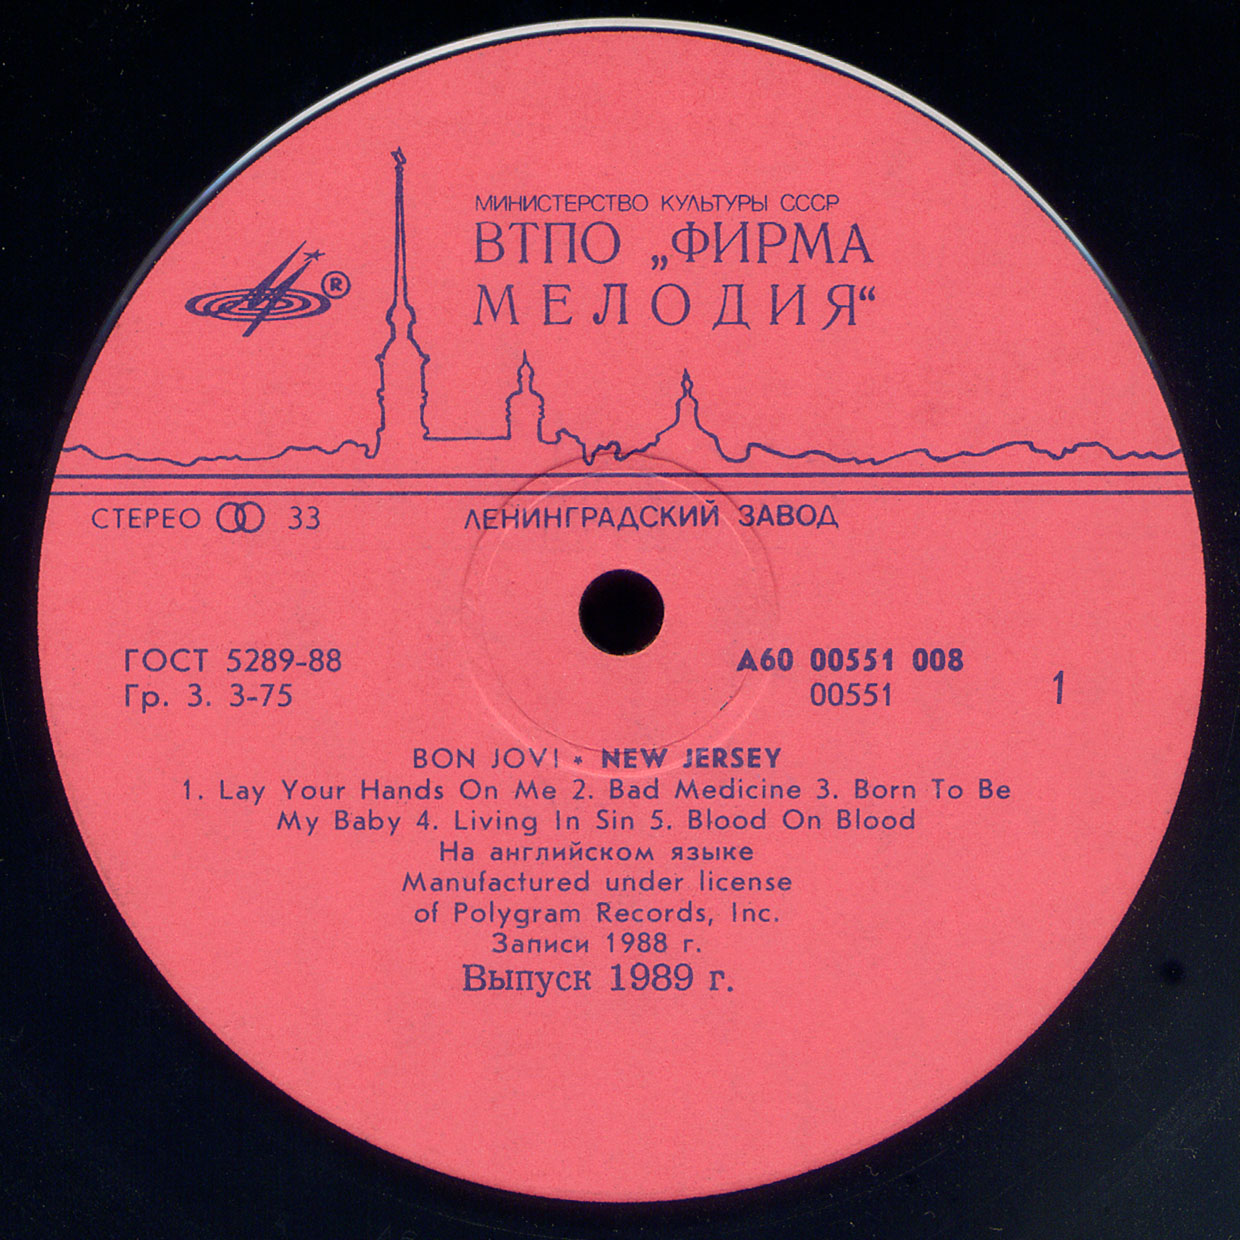 МИНИСТЕРСТВО КУЛЬТУРЫ СССР
ВТПО „ФИРМА
МЕЛОДИЯ“
®
СТЕРЕО 33
ЛЕНИНГРАДСКИЙ ЗАВОД
ГОСТ 5289-88
Гр. 3. 3-75
А60 00551 008
00551
1
BON JOVI * NEW JERSEY
1. Lay Your Hands On Me 2. Bad Medicine 3. Born To Be
My Baby 4. Living In Sin 5. Blood On Blood
На английском языке
Manufactured under license
of Polygram Records, Inc.
Записи 1988 г.
Выпуск 1989 г.